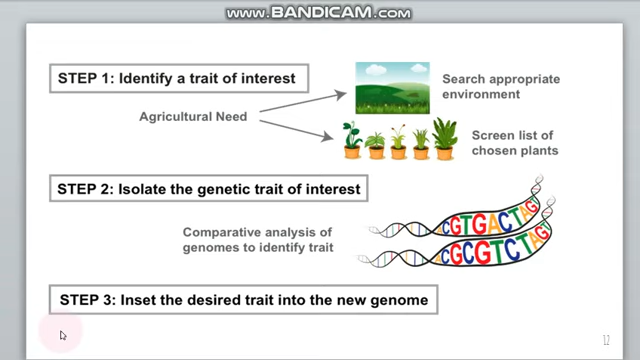 www.BANDICAM.com
STEP 1: Identify a trait of interest
Agricultural Need
Search appropriate
environment
Screen list of
chosen plants
STEP 2: Isolate the genetic trait of interest
Comparative analysis of
genomes to identify trait
ACGTGACTAGT
ACGCGTCTAGT
STEP 3: Inset the desired trait into the new genome
12